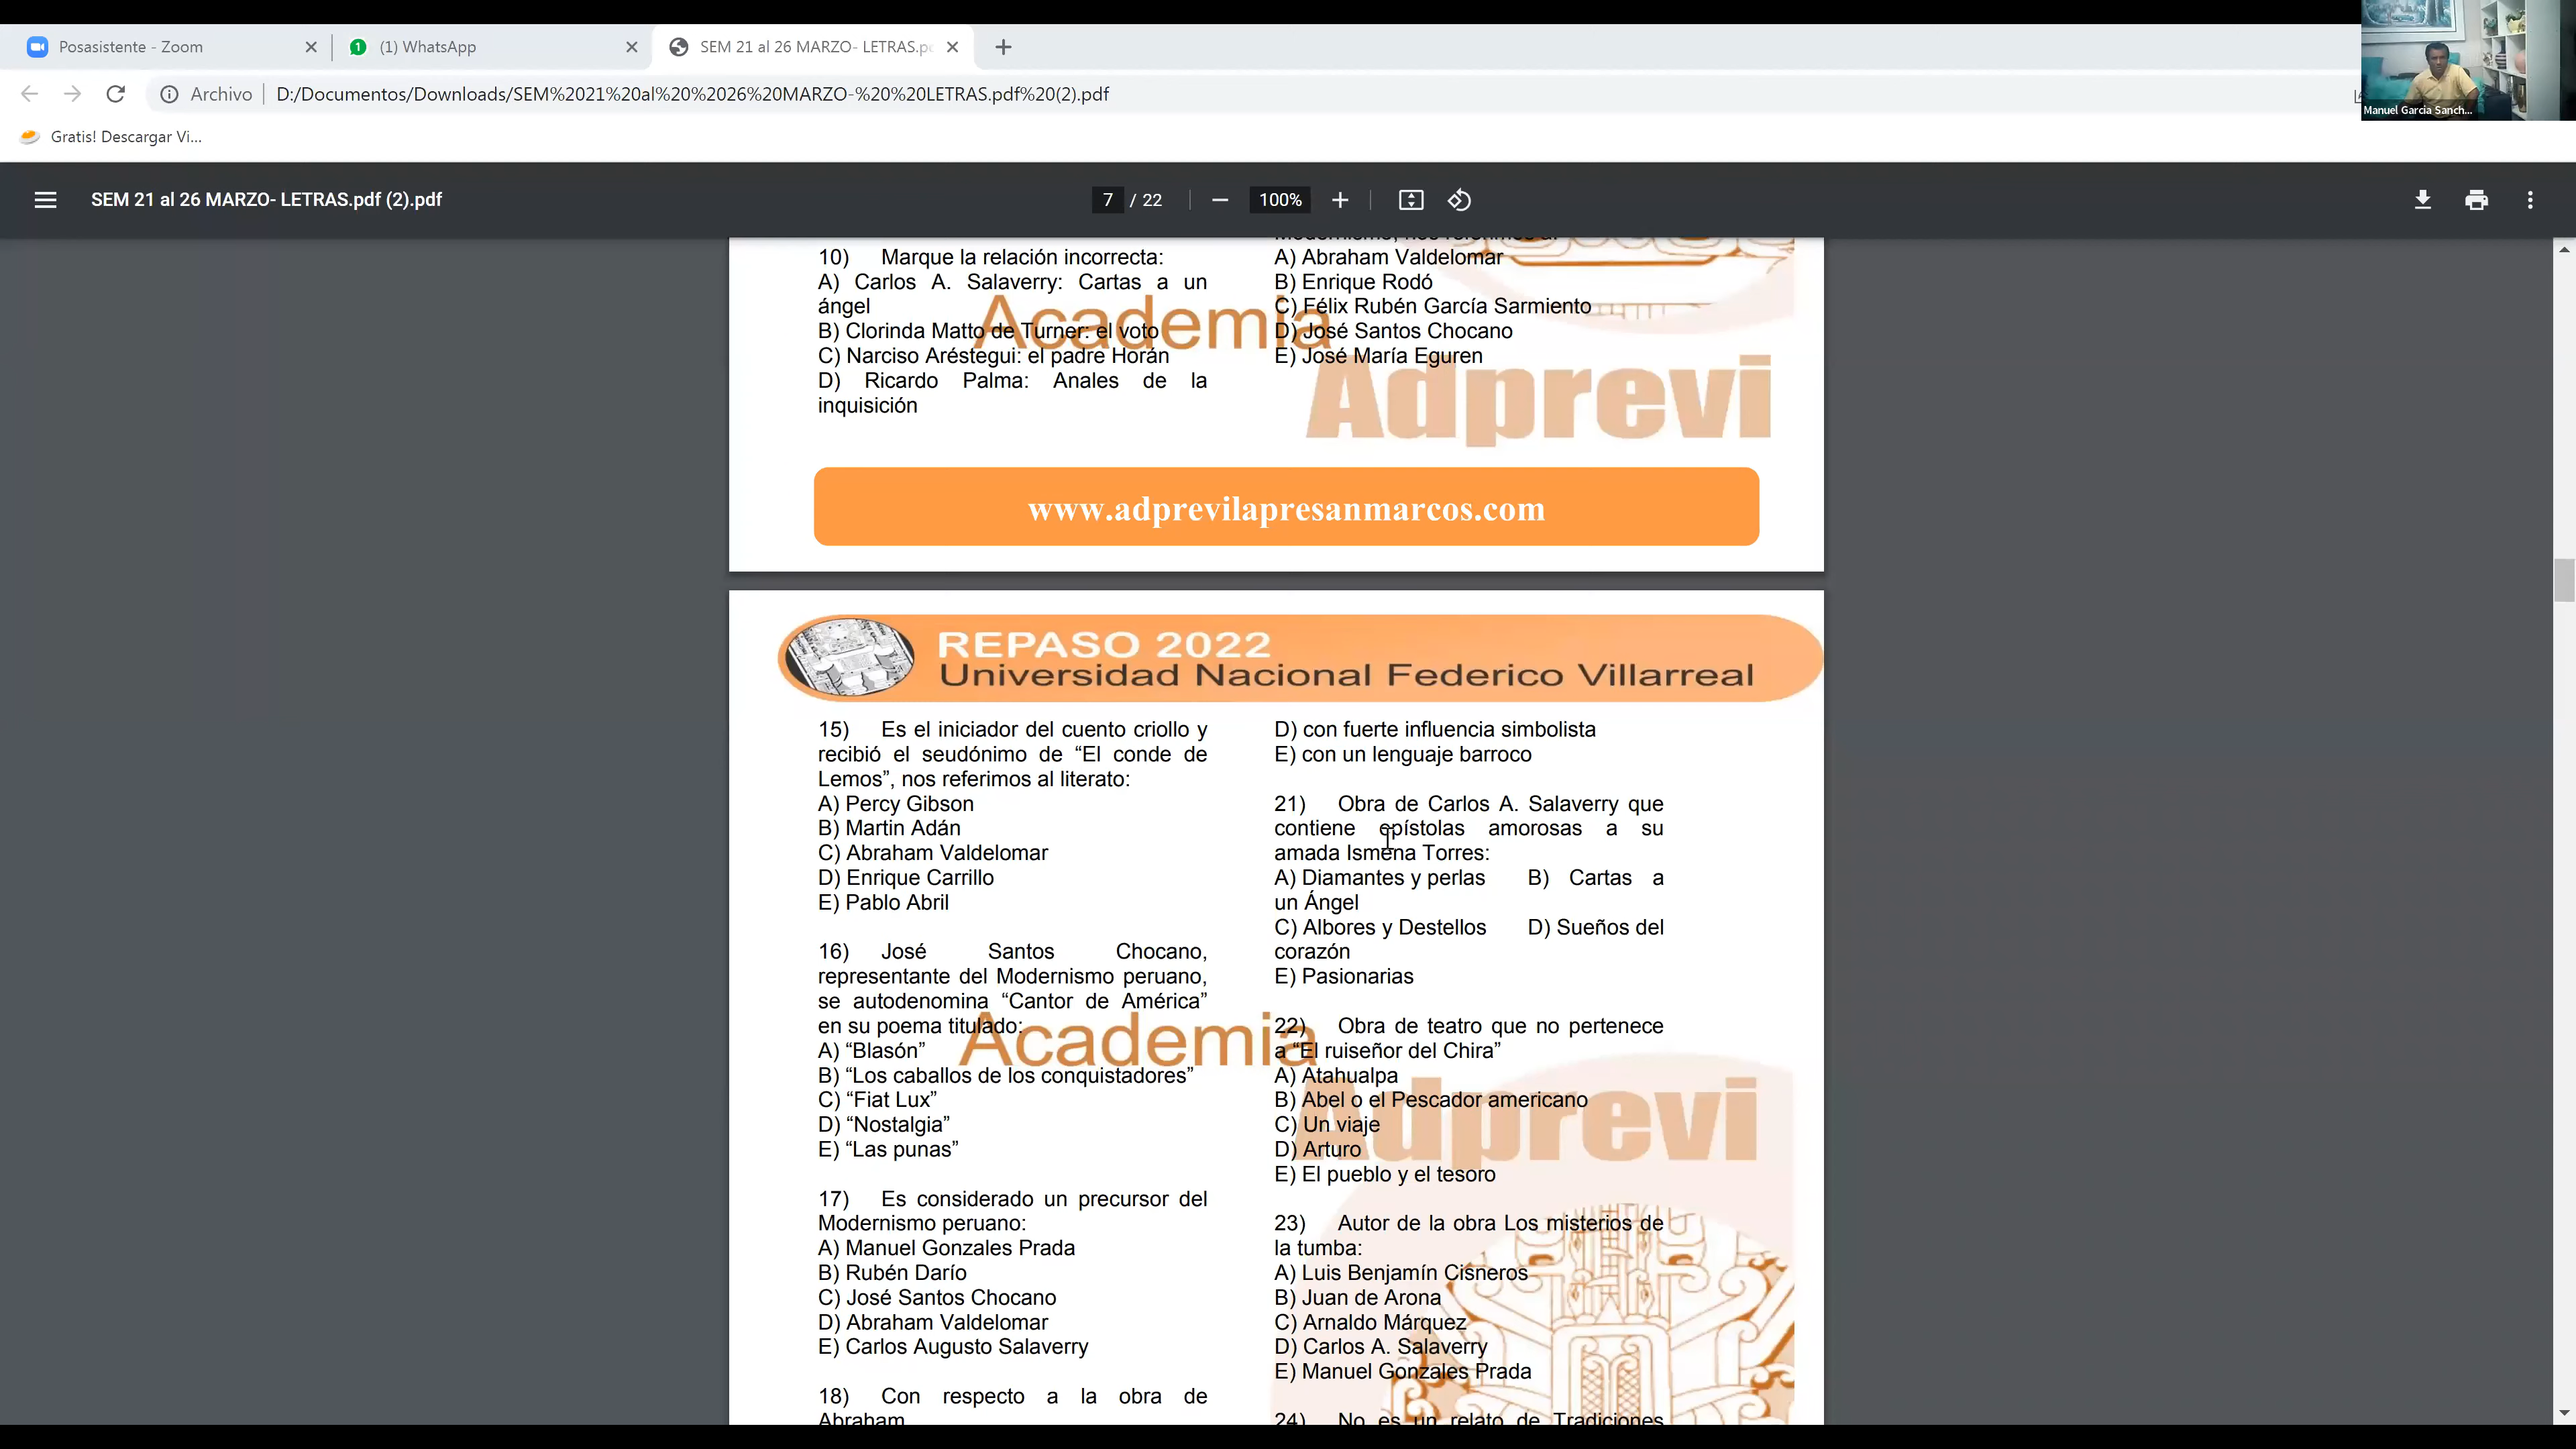 Posasistente - Zoom
(1) WhatsApp
SEM 21 al 26 MARZO- LETRAS.p
Archivo
D:/Documentos/Downloads/SEM%2021%20al%20%2026%20MARZO-%20%20LETRAS.pdf%20(2).pdf
Gratis! Descargar Vi...
Manuel Garcia Sanch...
SEM 21 al 26 MARZO- LETRAS.pdf (2).pdf
7 / 22
100%
10) Marque la relación incorrecta:
A) Carlos A. Salaverry: Cartas a un
ángel
B) Clorinda Matto de Turner: el voto
C) Narciso Aréstegui: el padre Horán
D) Ricardo Palma: Anales de la
inquisición
A) Abraham Valdelomar
B) Enrique Rodó
C) Félix Rubén García Sarmiento
D) José Santos Chocano
E) José María Eguren
Academia
Adprevi
www.adprevilapresanmarcos.com
REPASO 2022
Universidad Nacional Federico Villarreal
15) Es el iniciador del cuento criollo y
recibió el seudónimo de “El conde de
Lemos”, nos referimos al literato:
A) Percy Gibson
B) Martin Adán
C) Abraham Valdelomar
D) Enrique Carrillo
E) Pablo Abril
16) José Santos Chocano,
representante del Modernismo peruano,
se autodenomina “Cantor de América”
en su poema titulado:
A) “Blasón”
B) “Los caballos de los conquistadores”
C) “Fiat Lux”
D) “Nostalgia”
E) “Las punas”
17) Es considerado un precursor del
Modernismo peruano:
A) Manuel Gonzales Prada
B) Rubén Darío
C) José Santos Chocano
D) Abraham Valdelomar
E) Carlos Augusto Salaverry
18) Con respecto a la obra de
Abraham
D) con fuerte influencia simbolista
E) con un lenguaje barroco
21) Obra de Carlos A. Salaverry que
contiene epístolas amorosas a su
amada Ismena Torres:
A) Diamantes y perlas B) Cartas a
un Ángel
C) Albores y Destellos D) Sueños del
corazón
E) Pasionarias
22) Obra de teatro que no pertenece
a “El ruiseñor del Chira”
A) Atahualpa
B) Abel o el Pescador americano
C) Un viaje
D) Arturo
E) El pueblo y el tesoro
23) Autor de la obra Los misterios de
la tumba:
A) Luis Benjamín Cisneros
B) Juan de Arona
C) Arnaldo Márquez
D) Carlos A. Salaverry
E) Manuel Gonzales Prada
24) No es un relato de Tradiciones
Academia
Adprevi